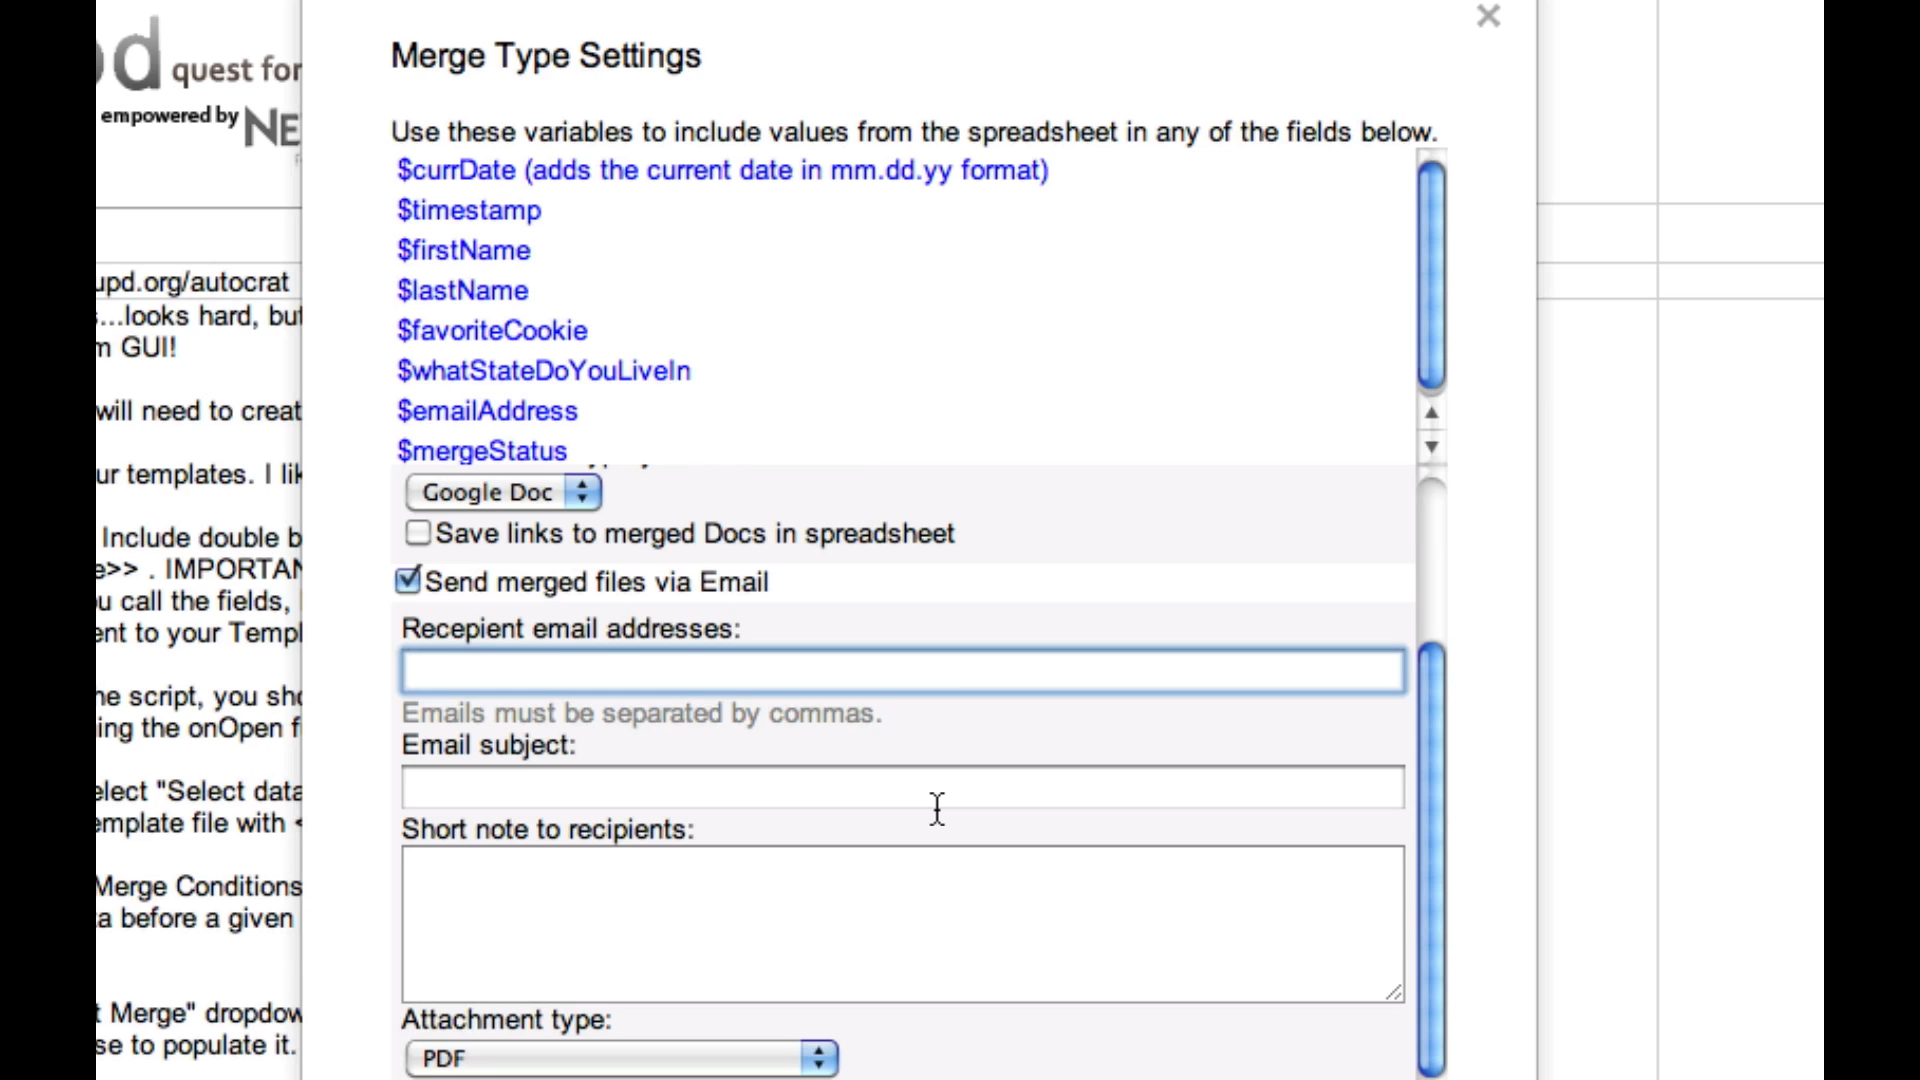 d quest for
empowered by NE
Merge Type Settings
Use these variables to include values from the spreadsheet in any of the fields below.
$currDate (adds the current date in mm.dd.yy format)
$timestamp
$firstName
$lastName
$favoriteCookie
$whatStateDoYouLiveIn
$emailAddress
$mergeStatus
Google Doc
Save links to merged Docs in spreadsheet
Send merged files via Email
Recepient email addresses:
Emails must be separated by commas.
Email subject:
Short note to recipients:
Attachment type:
PDF
upd.org/autocrat
s...looks hard, but
m GUI!
will need to creat
ur templates. I lik
Include double b
e>> . IMPORTAN
u call the fields,
ent to your Templ
he script, you sho
ing the onOpen f
elect "Select data
emplate file with <
Merge Conditions
a before a given
t Merge" dropdow
se to populate it.